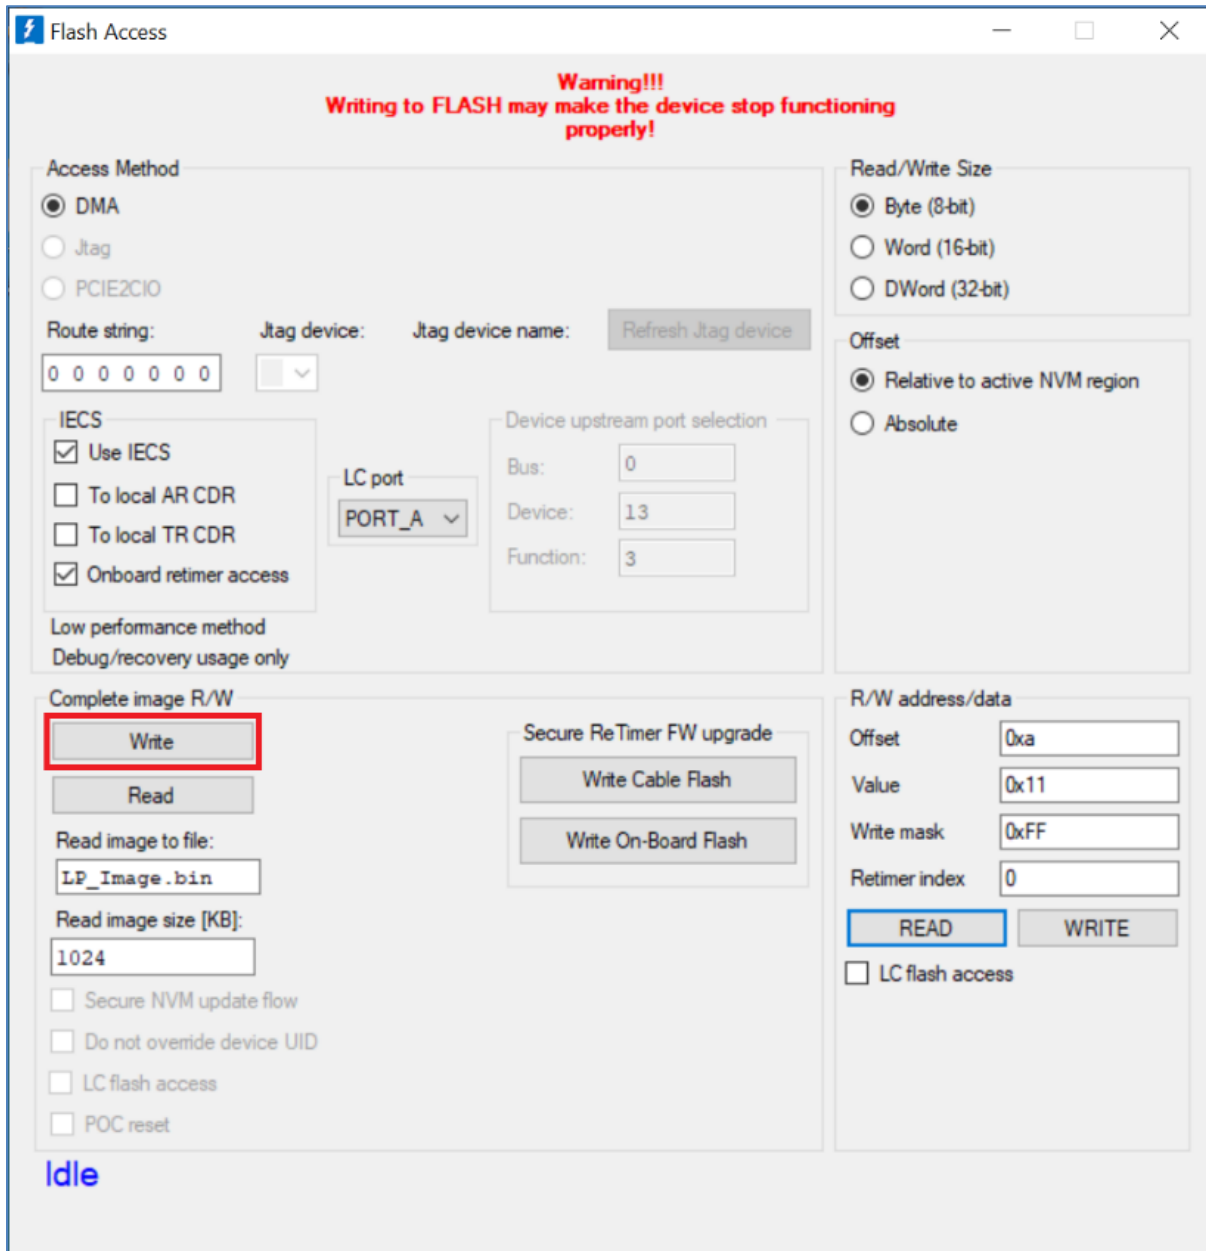 Flash Access
Warning!!!
Writing to FLASH may make the device stop functioning
properly!
Access Method
DMA
Jtag
PCIE2CIO
Route string:
Jtag device:
Jtag device name:
Refresh Jtag device
0 0 0 0 0 0 0
IECS
Use IECS
To local AR CDR
To local TR CDR
Onboard retimer access
LC port
PORT_A
Device upstream port selection
Bus:
0
Device:
13
Function:
3
Low performance method
Debug/recovery usage only
Read/Write Size
Byte (8-bit)
Word (16-bit)
DWord (32-bit)
Offset
Relative to active NVM region
Absolute
Complete image R/W
Write
Read
Read image to file:
LP_Image.bin
Read image size [KB]:
1024
Secure NVM update flow
Do not override device UID
LC flash access
POC reset
Secure ReTimer FW upgrade
Write Cable Flash
Write On-Board Flash
R/W address/data
Offset
0xa
Value
0x11
Write mask
0xFF
Retimer index
0
READ
WRITE
LC flash access
Idle